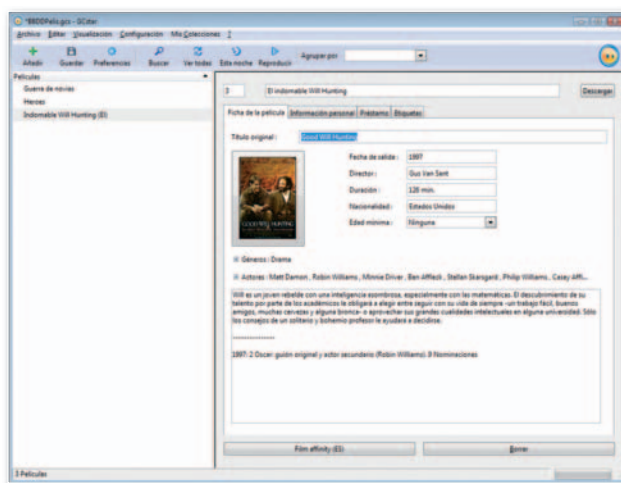 *BBDDPelis.gcs - GCstar
Archivo Editar Visualización Configuración Mis Colecciones ?
Añadir Guardar Preferencias Buscar Ver todas Esta noche Reproducir Agrupar por
Películas
Guerra de novias
Heroes
Indomable Will Hunting (El)
3 El indomable Will Hunting Descargar
Ficha de la película Información personal Préstamo Etiquetas
Título original : Good Will Hunting
Fecha de salida : 1997
Director : Gus Van Sant
Duración : 126 min.
Nacionalidad : Estados Unidos
Edad mínima : Ninguna
GOOD WILL HUNTING
Géneros : Drama
Actores : Matt Damon , Robin Williams , Minnie Driver , Ben Affleck , Stellan Skarsgard , Philip Williams , Casey Affl...
Will es un joven rebelde con una inteligencia asombrosa, especialmente con las matemáticas. El descubrimiento de su
talento por parte de los académicos le obligará a elegir entre seguir con su vida de siempre -un trabajo fácil, buenos
amigos, muchas cervezas y alguna bronca- o aprovechar sus grandes cualidades intelectuales en alguna universidad. Sólo
los consejos de un solitario y bohemio profesor le ayudará a decidirse.
----------------
1997: 2 Oscar: guión original y actor secundario (Robin Williams). 9 Nominaciones
Film affinity (ES) Borrar
3 Películas